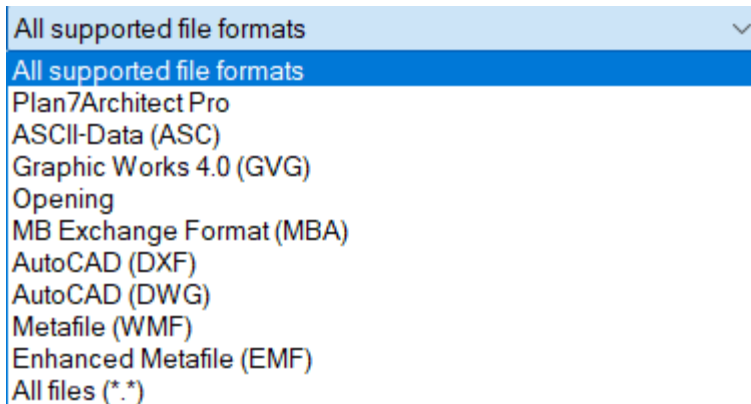 All supported file formats
All supported file formats
Plan7Architect Pro
ASCII-Data (ASC)
Graphic Works 4.0 (GVG)
Opening
MB Exchange Format (MBA)
AutoCAD (DXF)
AutoCAD (DWG)
Metafile (WMF)
Enhanced Metafile (EMF)
All files (*.*)